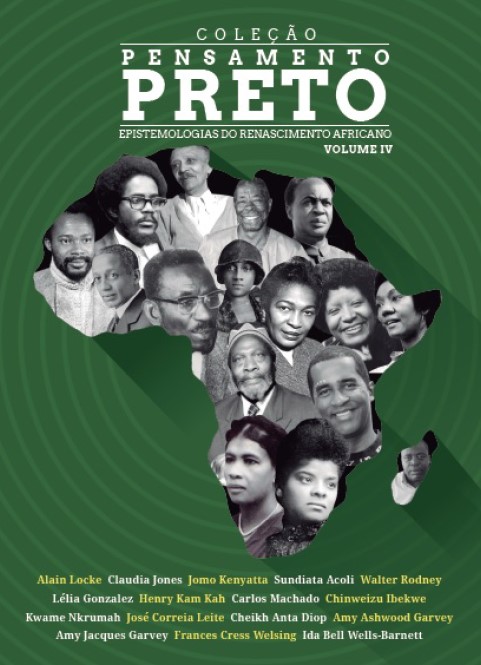 COLEÇÃO
PENSAMENTO
PRETO
EPISTEMOLOGIAS DO RENASCIMENTO AFRICANO
VOLUME IV
Alain Locke Claudia Jones Jomo Kenyatta Sundiata Acoli Walter Rodney
Lélia Gonzalez Henry Kam Kah Carlos Machado Chinweizu Ibekwe
Kwame Nkrumah José Correia Leite Cheikh Anta Diop Amy Ashwood Garvey
Amy Jacques Garvey Frances Cress Welsing Ida Bell Wells-Barnett